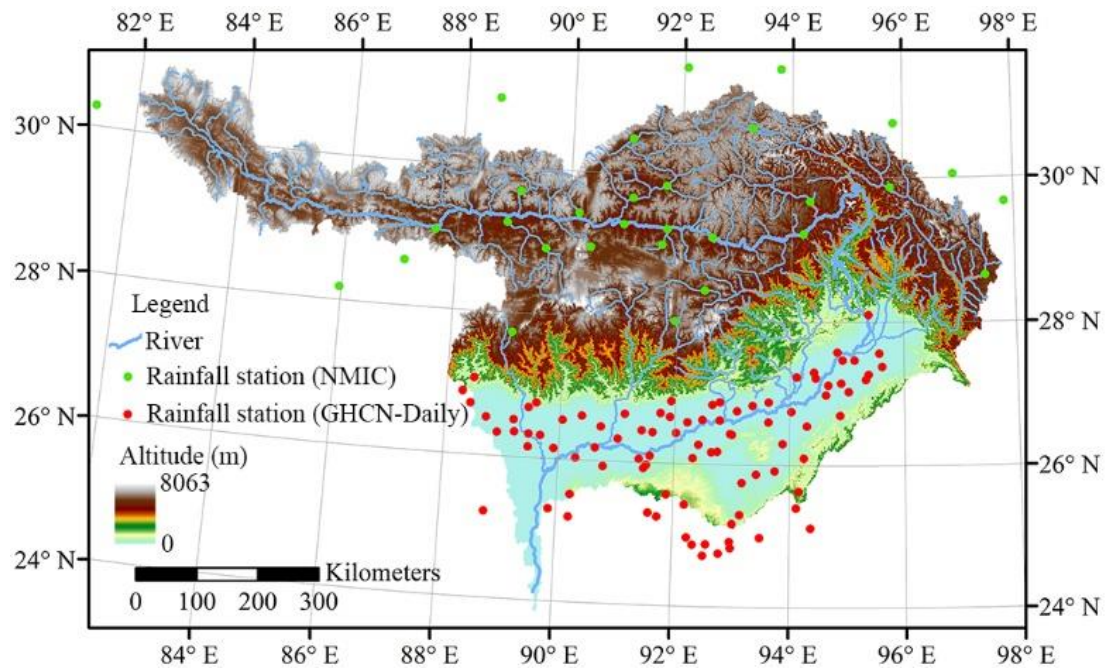 82° E 84° E 86° E 88° E 90° E 92° E 94° E 96° E 98° E
30° N
30° N
28° N
28° N
Legend
River
Rainfall station (NMIC)
26° N
Rainfall station (GHCN-Daily)
Altitude (m)
26° N
8063
0
24° N
Kilometers
0 100 200 300
24° N
84° E 86° E 88° E 90° E 92° E 94° E 96° E 98° E